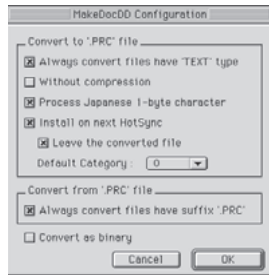 MakeDocDD Configuration
Convert to '.PRC' file
Always convert files have 'TEXT' type
Without compression
Process Japanese 1-byte character
Install on next HotSync
Leave the converted file
Default Category : 0
Convert from '.PRC' file
Always convert files have suffix '.PRC'
Convert as binary
Cancel OK